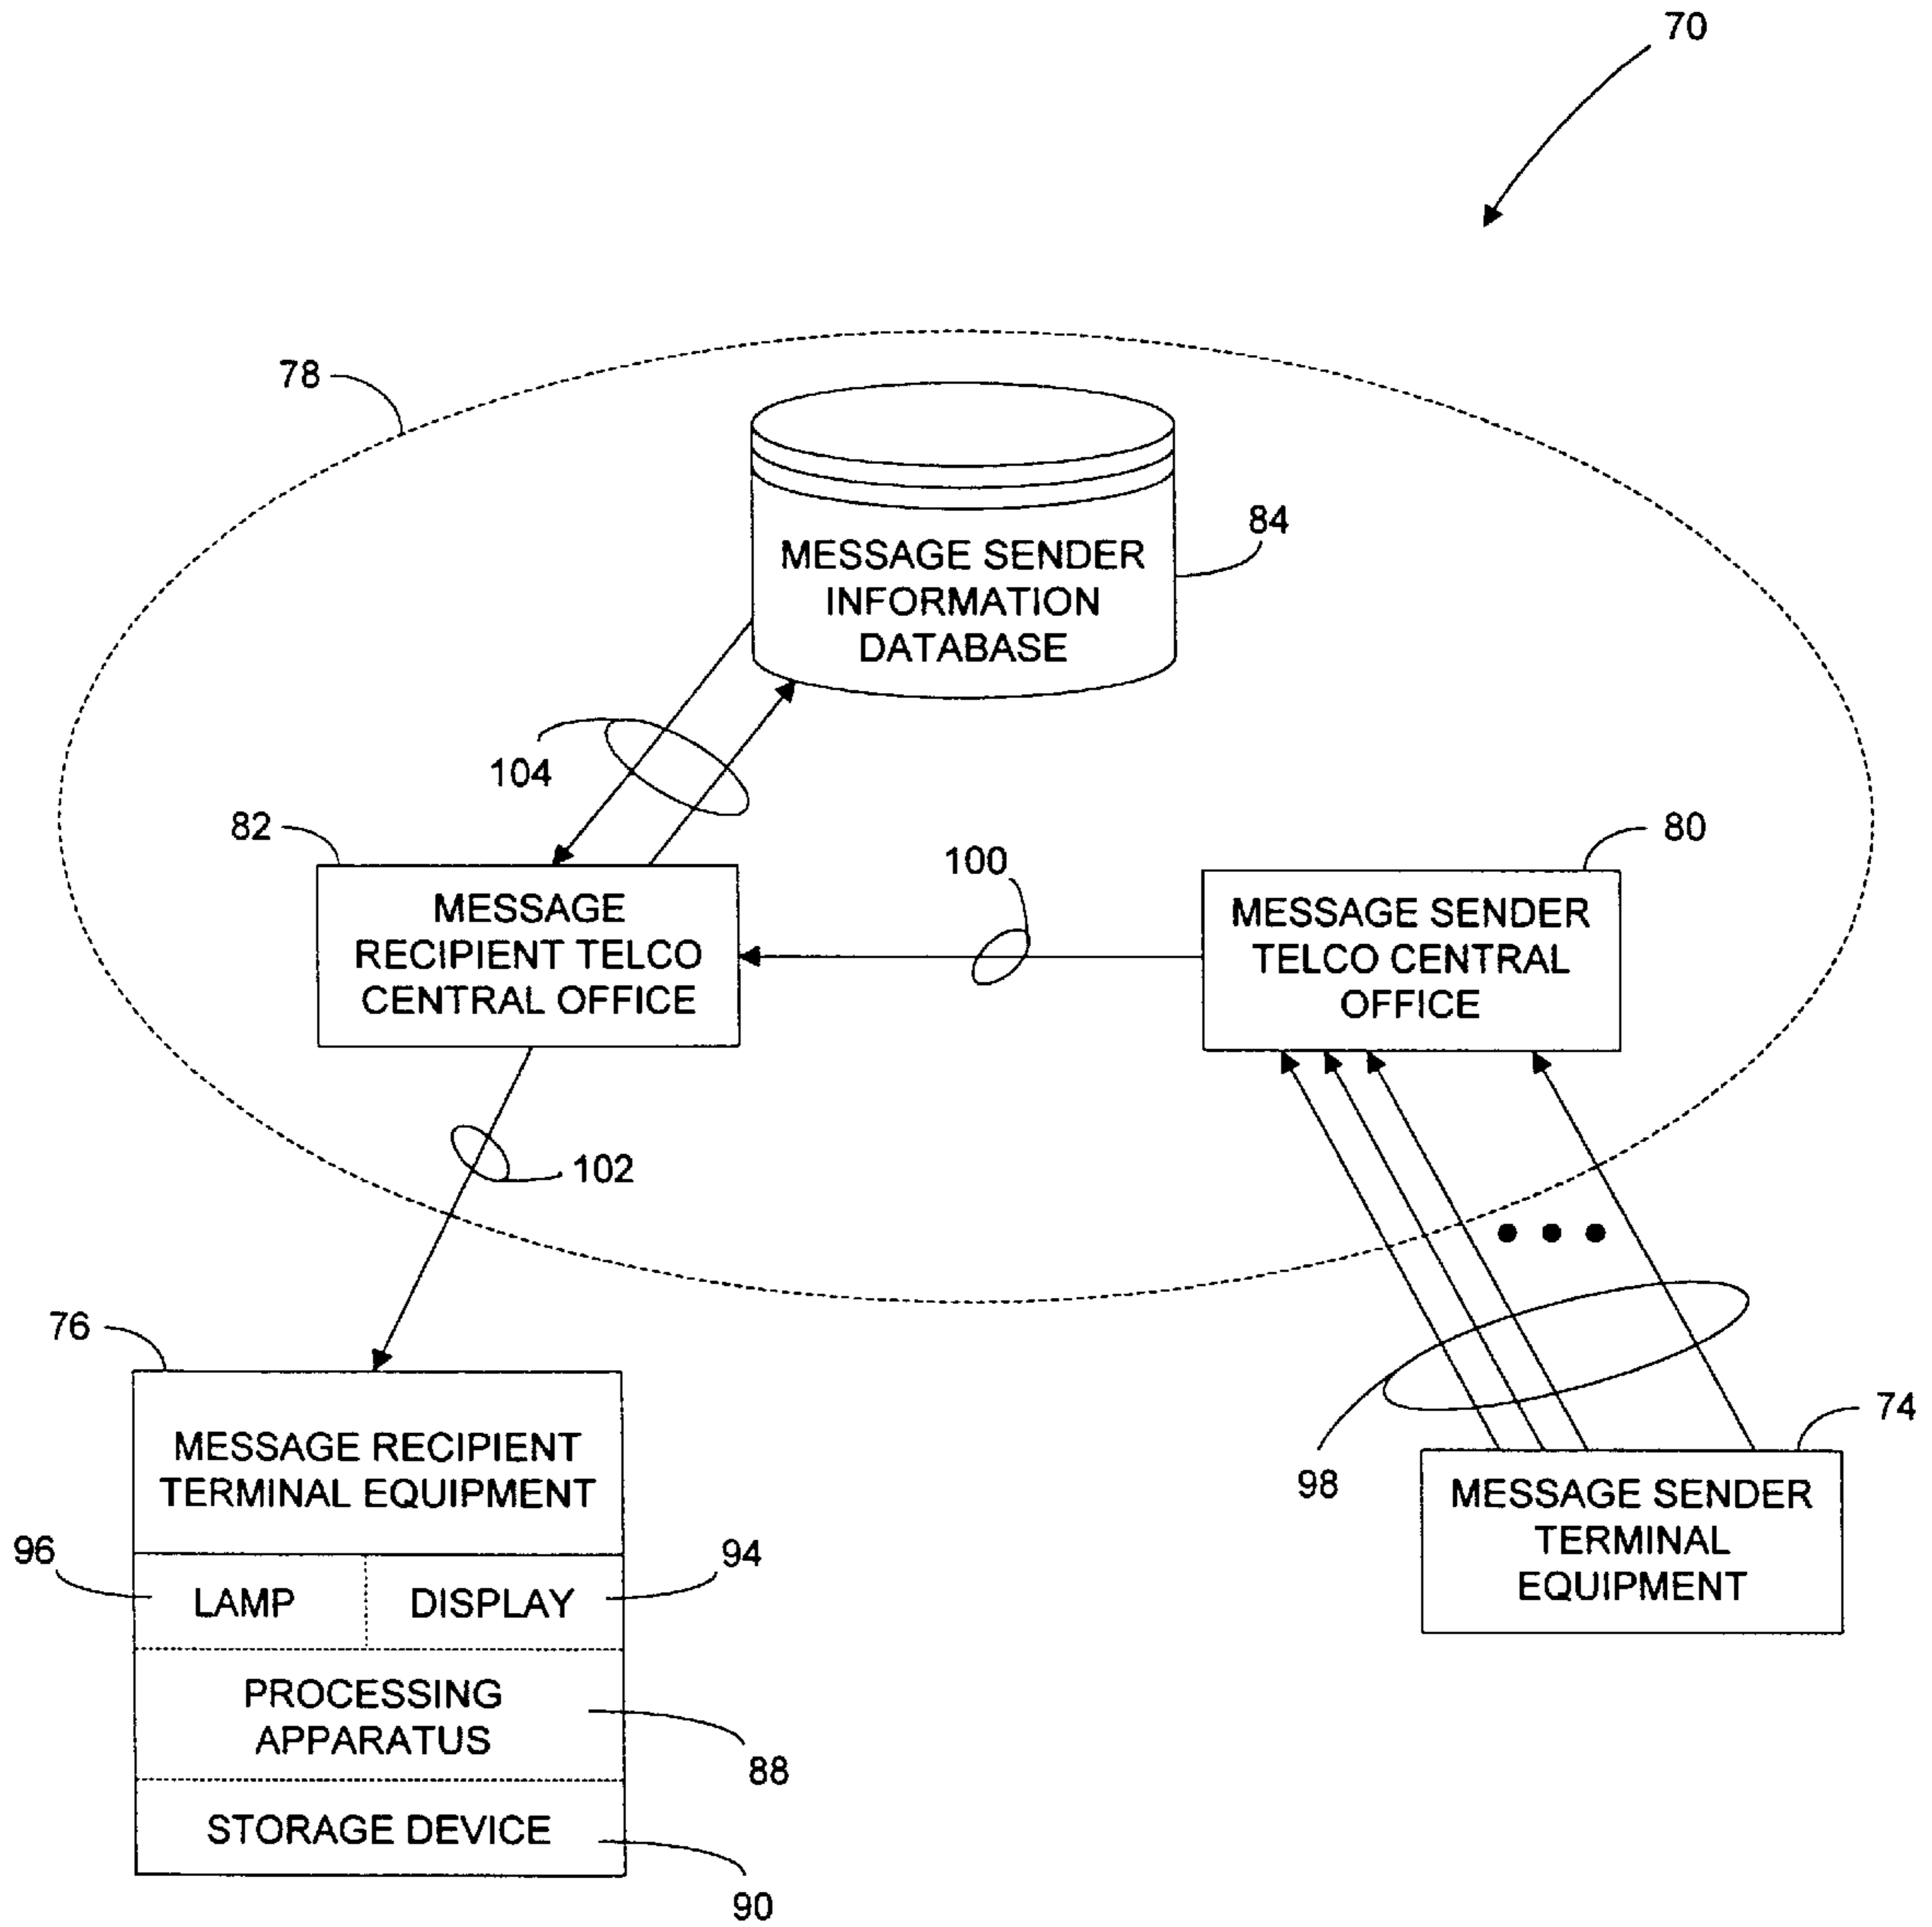 70
78
84
MESSAGE SENDER
INFORMATION
DATABASE
104
82
100
80
MESSAGE
RECIPIENT TELCO
CENTRAL OFFICE
MESSAGE SENDER
TELCO CENTRAL
OFFICE
102
76
MESSAGE RECIPIENT
TERMINAL EQUIPMENT
98
74
MESSAGE SENDER
TERMINAL
EQUIPMENT
96
94
LAMP
DISPLAY
PROCESSING
APPARATUS
88
STORAGE DEVICE
90